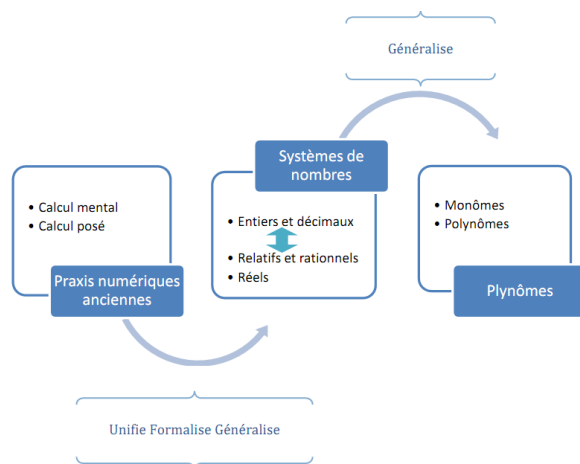 Généralise
Systèmes de
nombres
• Calcul mental
• Calcul posé
• Entiers et décimaux
• Relatifs et rationnels
• Réels
• Monômes
• Polynômes
Praxis numériques
anciennes
Plynômes
Unifie Formalise Généralise